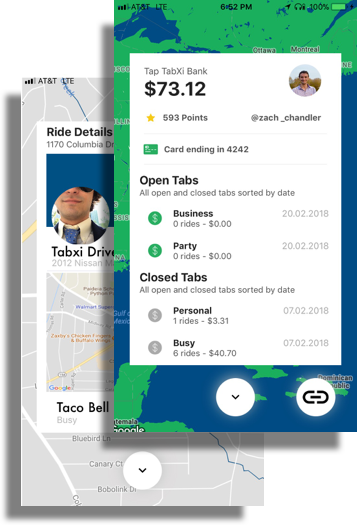 AT&T LTE
6:52 PM
100%
Ottawa
Montreal
Tap TabXi Bank
$73.12
593 Points
@zach _chandler
Card ending in 4242
Open Tabs
All open and closed tabs sorted by date
Business
20.02.2018
0 rides - $0.00
Party
20.02.2018
0 rides - $0.00
Closed Tabs
All open and closed tabs sorted by date
Personal
07.02.2018
1 rides - $3.31
Busy
07.02.2018
6 rides - $40.70
AT&T LTE
Ride Details
1170 Columbia Dr
Tabxi Drive
2012 Nissan M
Gulf of
Mexico
Zaxby's Chicken Fingers
& Buffalo Wings
Google
Taco Bell
Busy
Google
Bluebird Ln
Canary Ct
Bobolink Dr